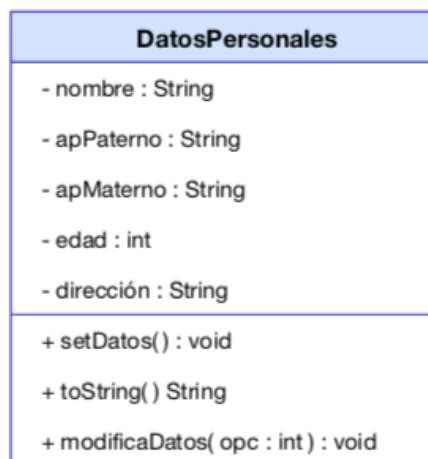 DatosPersonales
- nombre : String
- apPaterno : String
- apMaterno : String
- edad : int
- dirección : String
+ setDatos() : void
+ toString( ) String
+ modificaDatos( opc : int ) : void